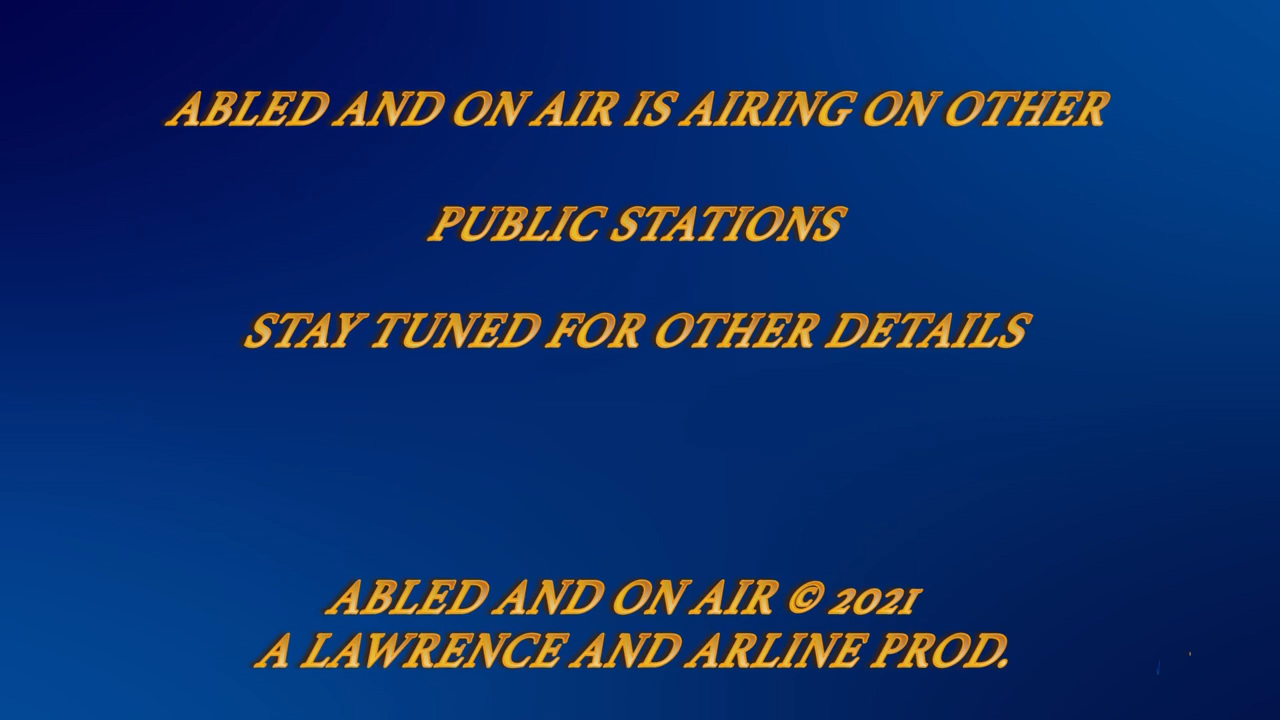 ABLED AND ON AIR IS AIRING ON OTHER
PUBLIC STATIONS
STAY TUNED FOR OTHER DETAILS
ABLED AND ON AIR © 2021
A LAWRENCE AND ARLINE PROD.